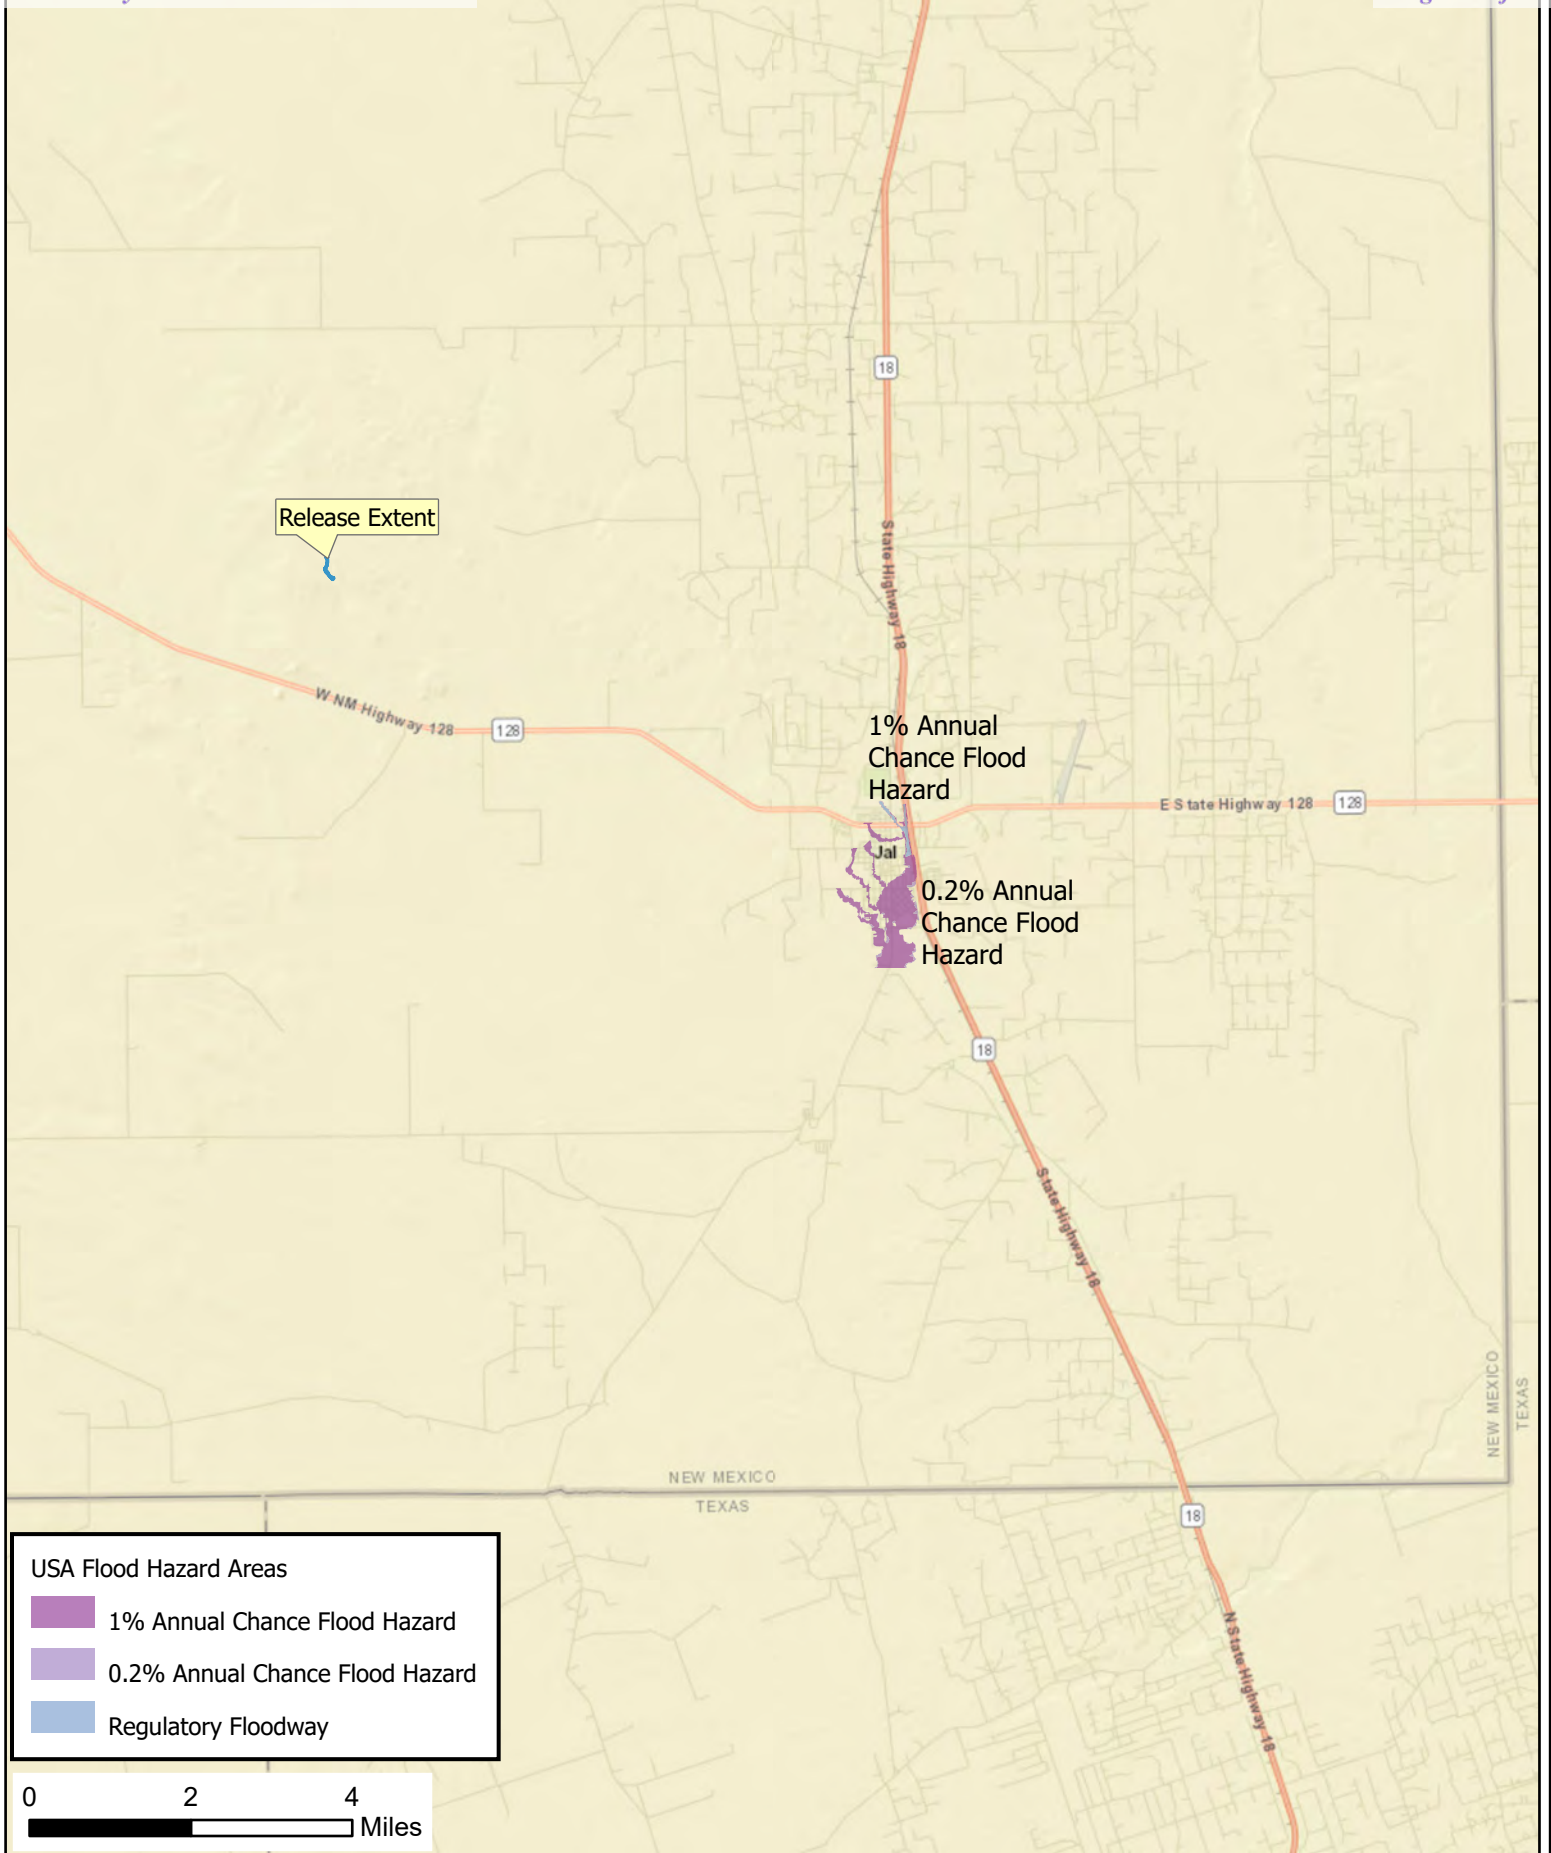 18
Release Extent
State Highway 18
W NM Highway 128
128
1% Annual
Chance Flood
Hazard
E State Highway 128
128
Jal
0.2% Annual
Chance Flood
Hazard
18
State Highway 18
NEW MEXICO
TEXAS
NEW MEXICO
TEXAS
18
N State Highway 18
USA Flood Hazard Areas
1% Annual Chance Flood Hazard
0.2% Annual Chance Flood Hazard
Regulatory Floodway
0 2 4
Miles